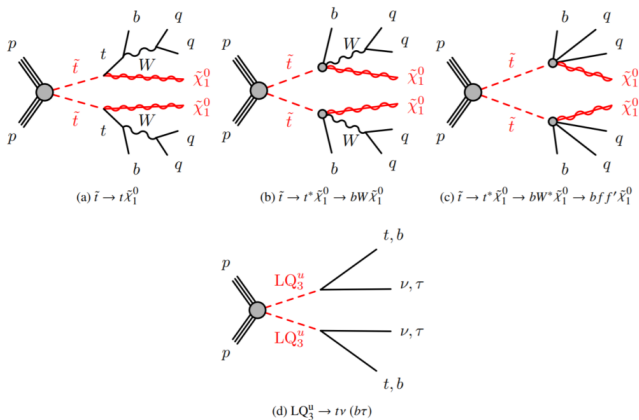 p
p
t̃
t̃
t
t
b
W
q
q
χ̃₁⁰
χ̃₁⁰
W
b
q
q
(a) t̃ → tχ̃₁⁰
p
p
t̃
t̃
b
W
q
q
χ̃₁⁰
χ̃₁⁰
W
b
q
q
(b) t̃ → t*χ̃₁⁰ → bWχ̃₁⁰
p
p
t̃
t̃
b
q
q
χ̃₁⁰
χ̃₁⁰
b
q
q
(c) t̃ → t*χ̃₁⁰ → bW*χ̃₁⁰ → bff′χ̃₁⁰
p
p
LQ₃ᵘ
LQ₃ᵘ
t, b
ν, τ
ν, τ
t, b
(d) LQ₃ᵘ → tν (bτ)